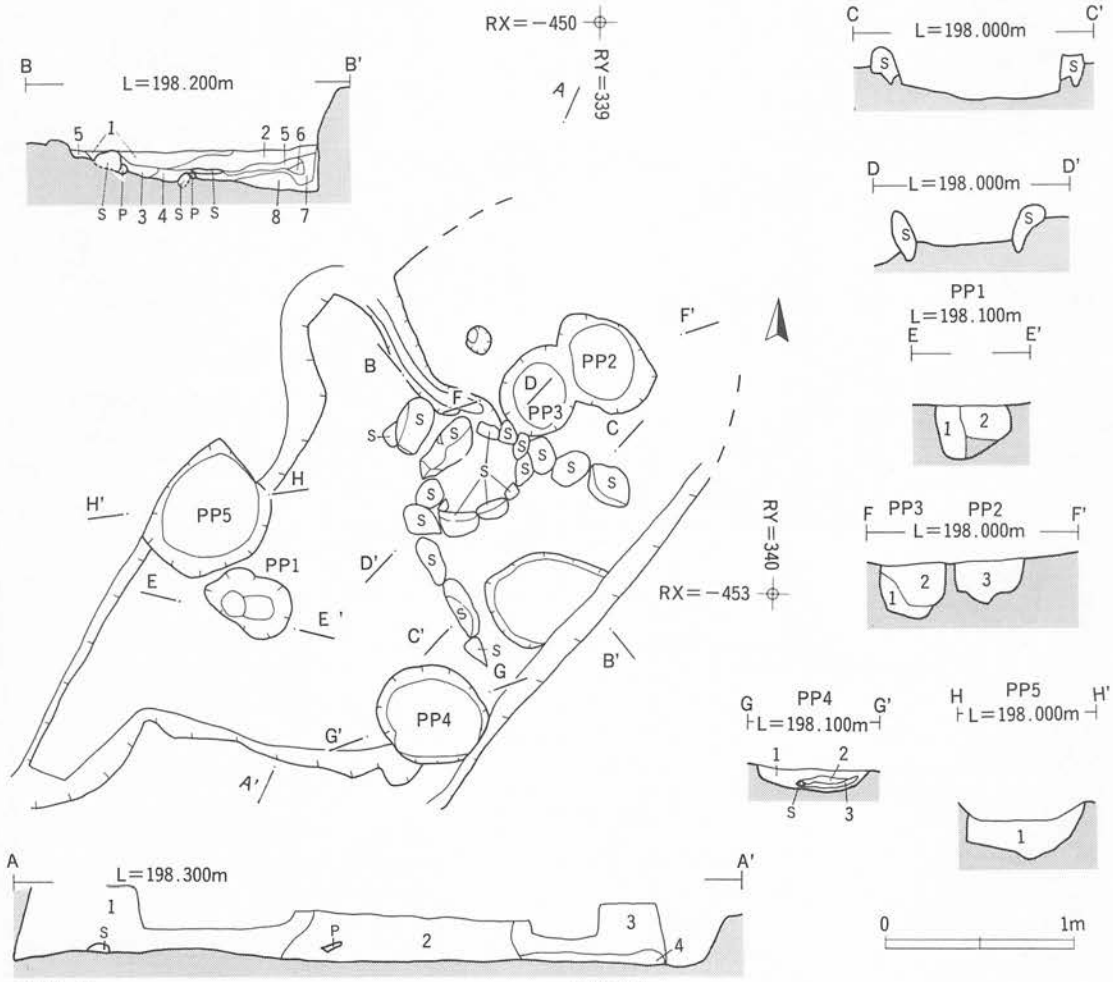 RX=−450
RY=339
A
B B'
L=198.200m
5 1 2 5 6
S P 3 4 S P S 8 7
C C'
L=198.000m
S S
D D'
L=198.000m
S S
PP1
L=198.100m
E E'
1 2
PP3 PP2
F F'
L=198.000m
1 2 3
PP4
G G'
L=198.100m
1 2
S 3
PP5
H H'
L=198.000m
1
F'
PP2
B
D
F
PP3
C
S
S
S
S
S
S
S
S
S
H
S
H'
PP5
S
RY=340
D'
PP1
E
RX=−453
E'
S
C'
S
B'
G
PP4
G'
A'
A A'
L=198.300m
1 3
S P 2 4
0 1m